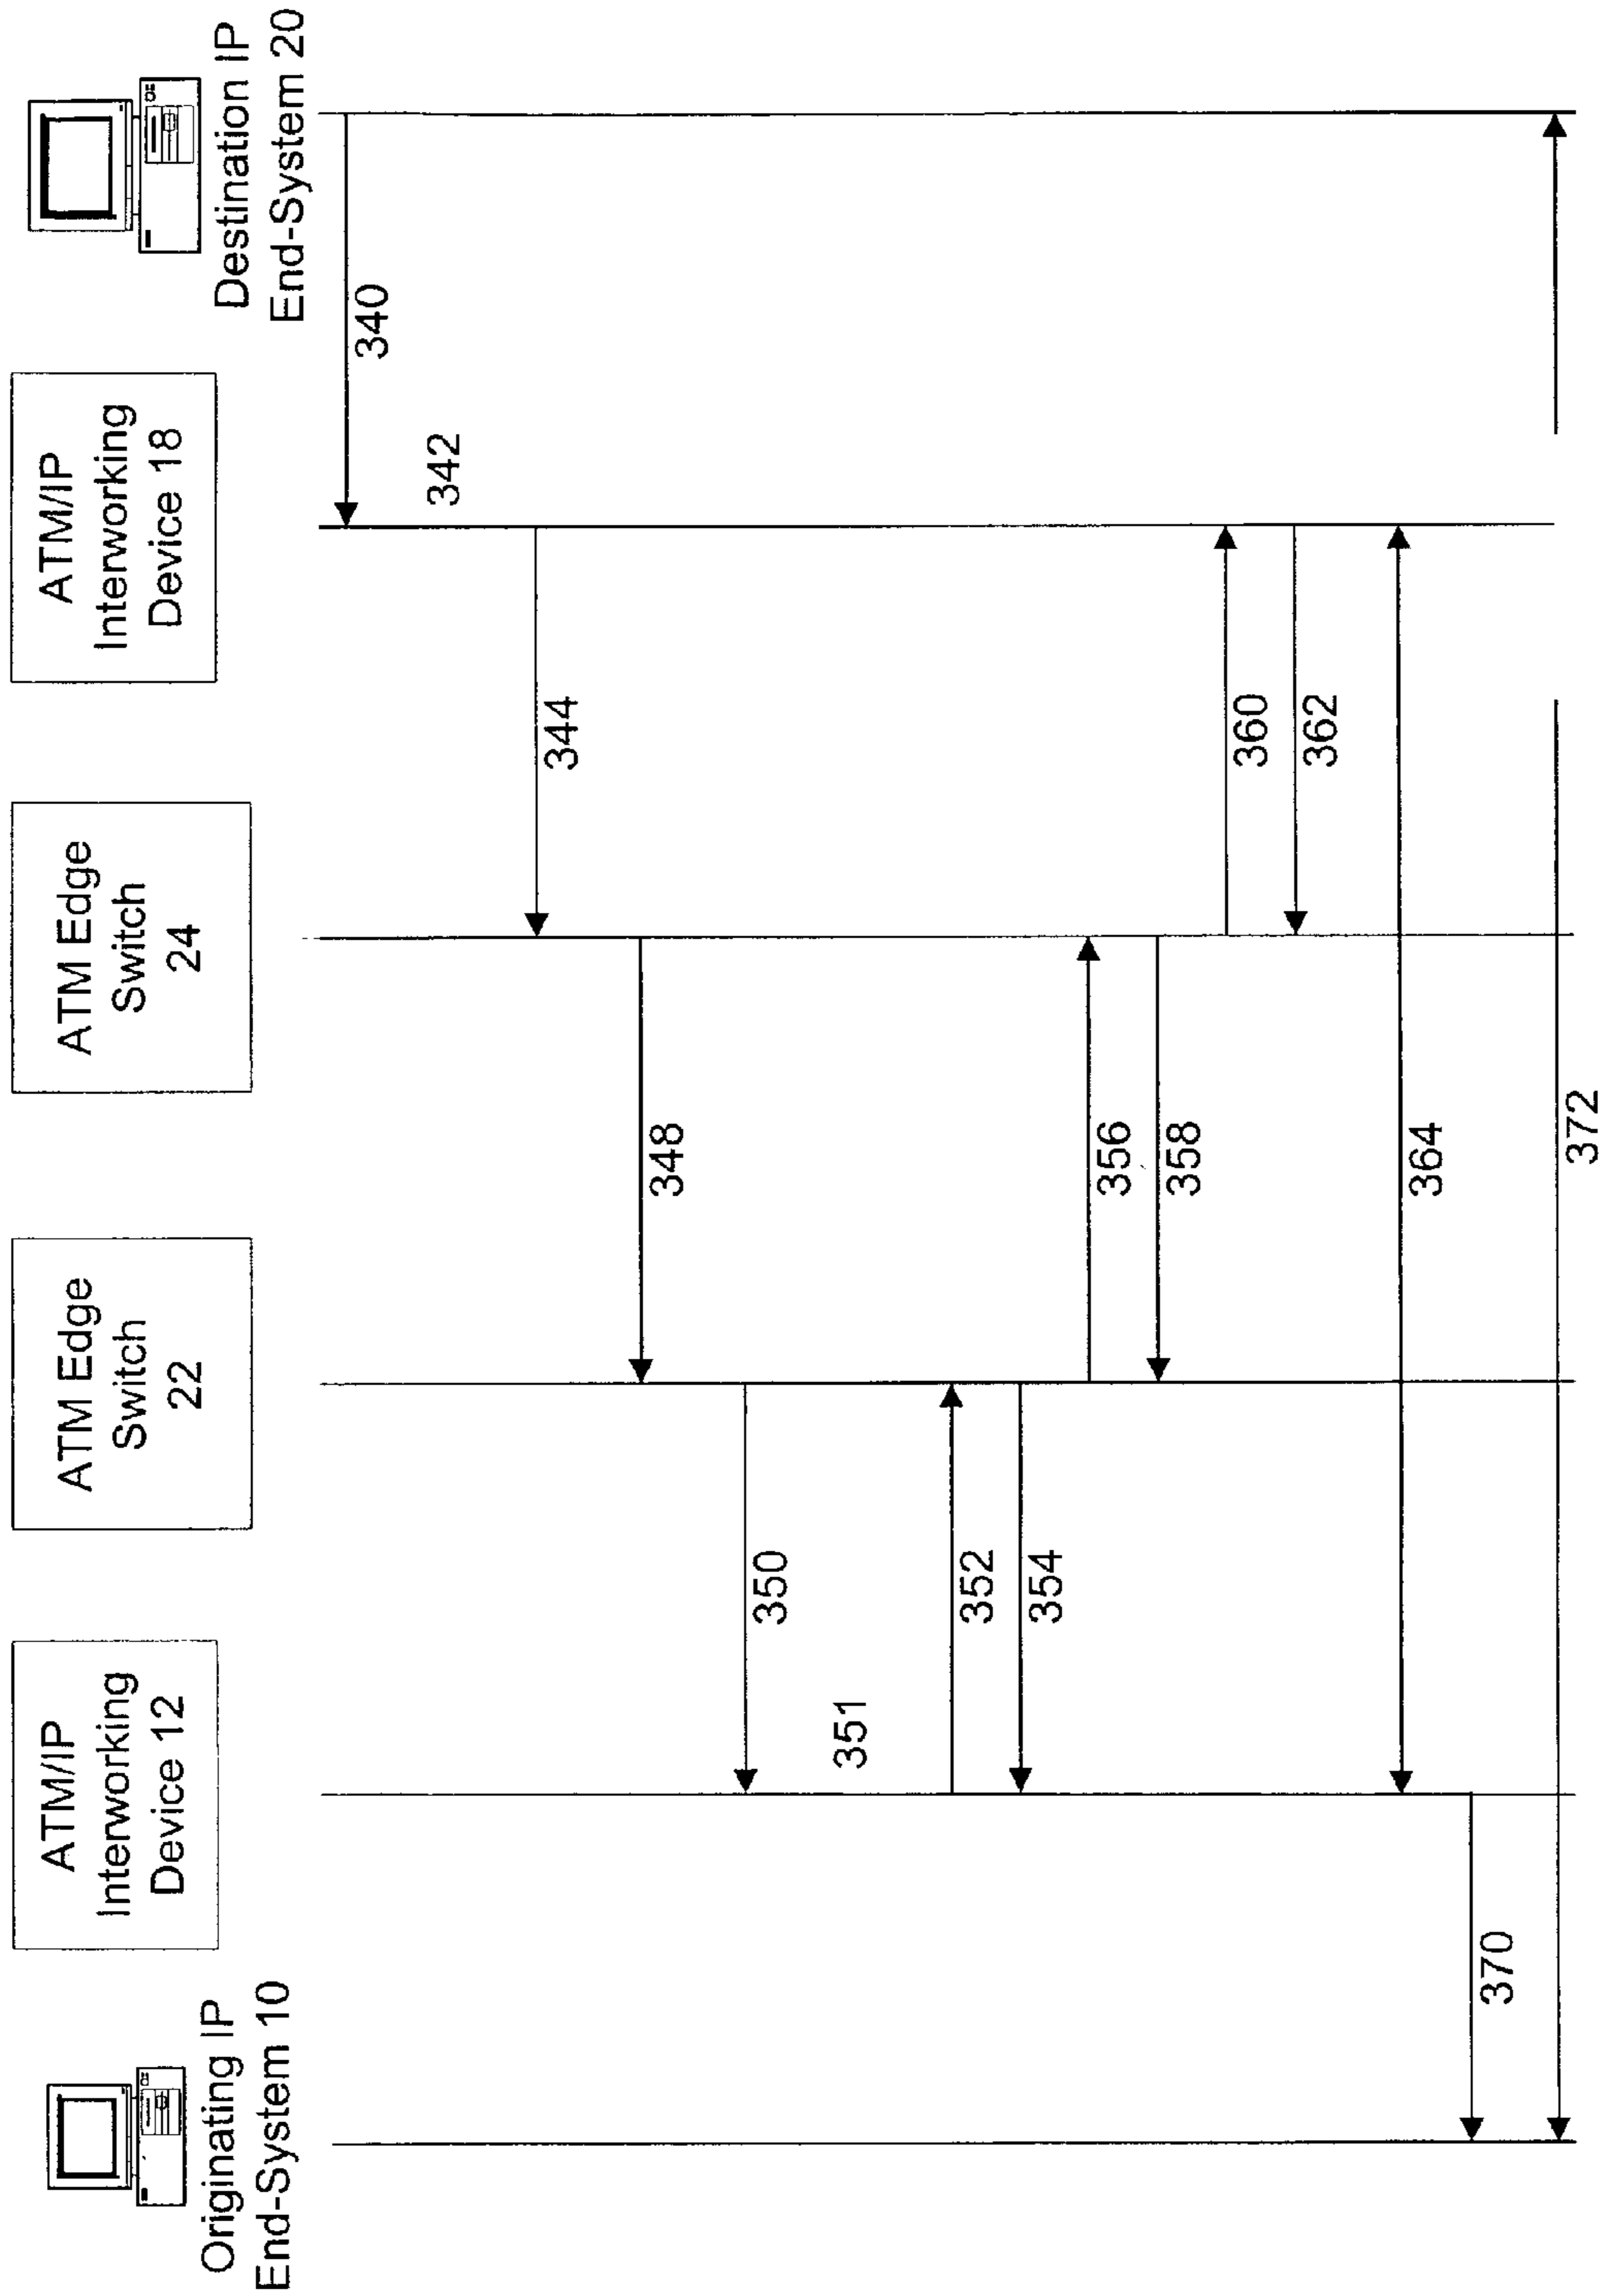 Originating IP
End-System 10
ATM/IP
Interworking
Device 12
ATM Edge
Switch
22
ATM Edge
Switch
24
ATM/IP
Interworking
Device 18
Destination IP
End-System 20
340
342
344
348
350
351
352
354
356
358
360
362
364
370
372